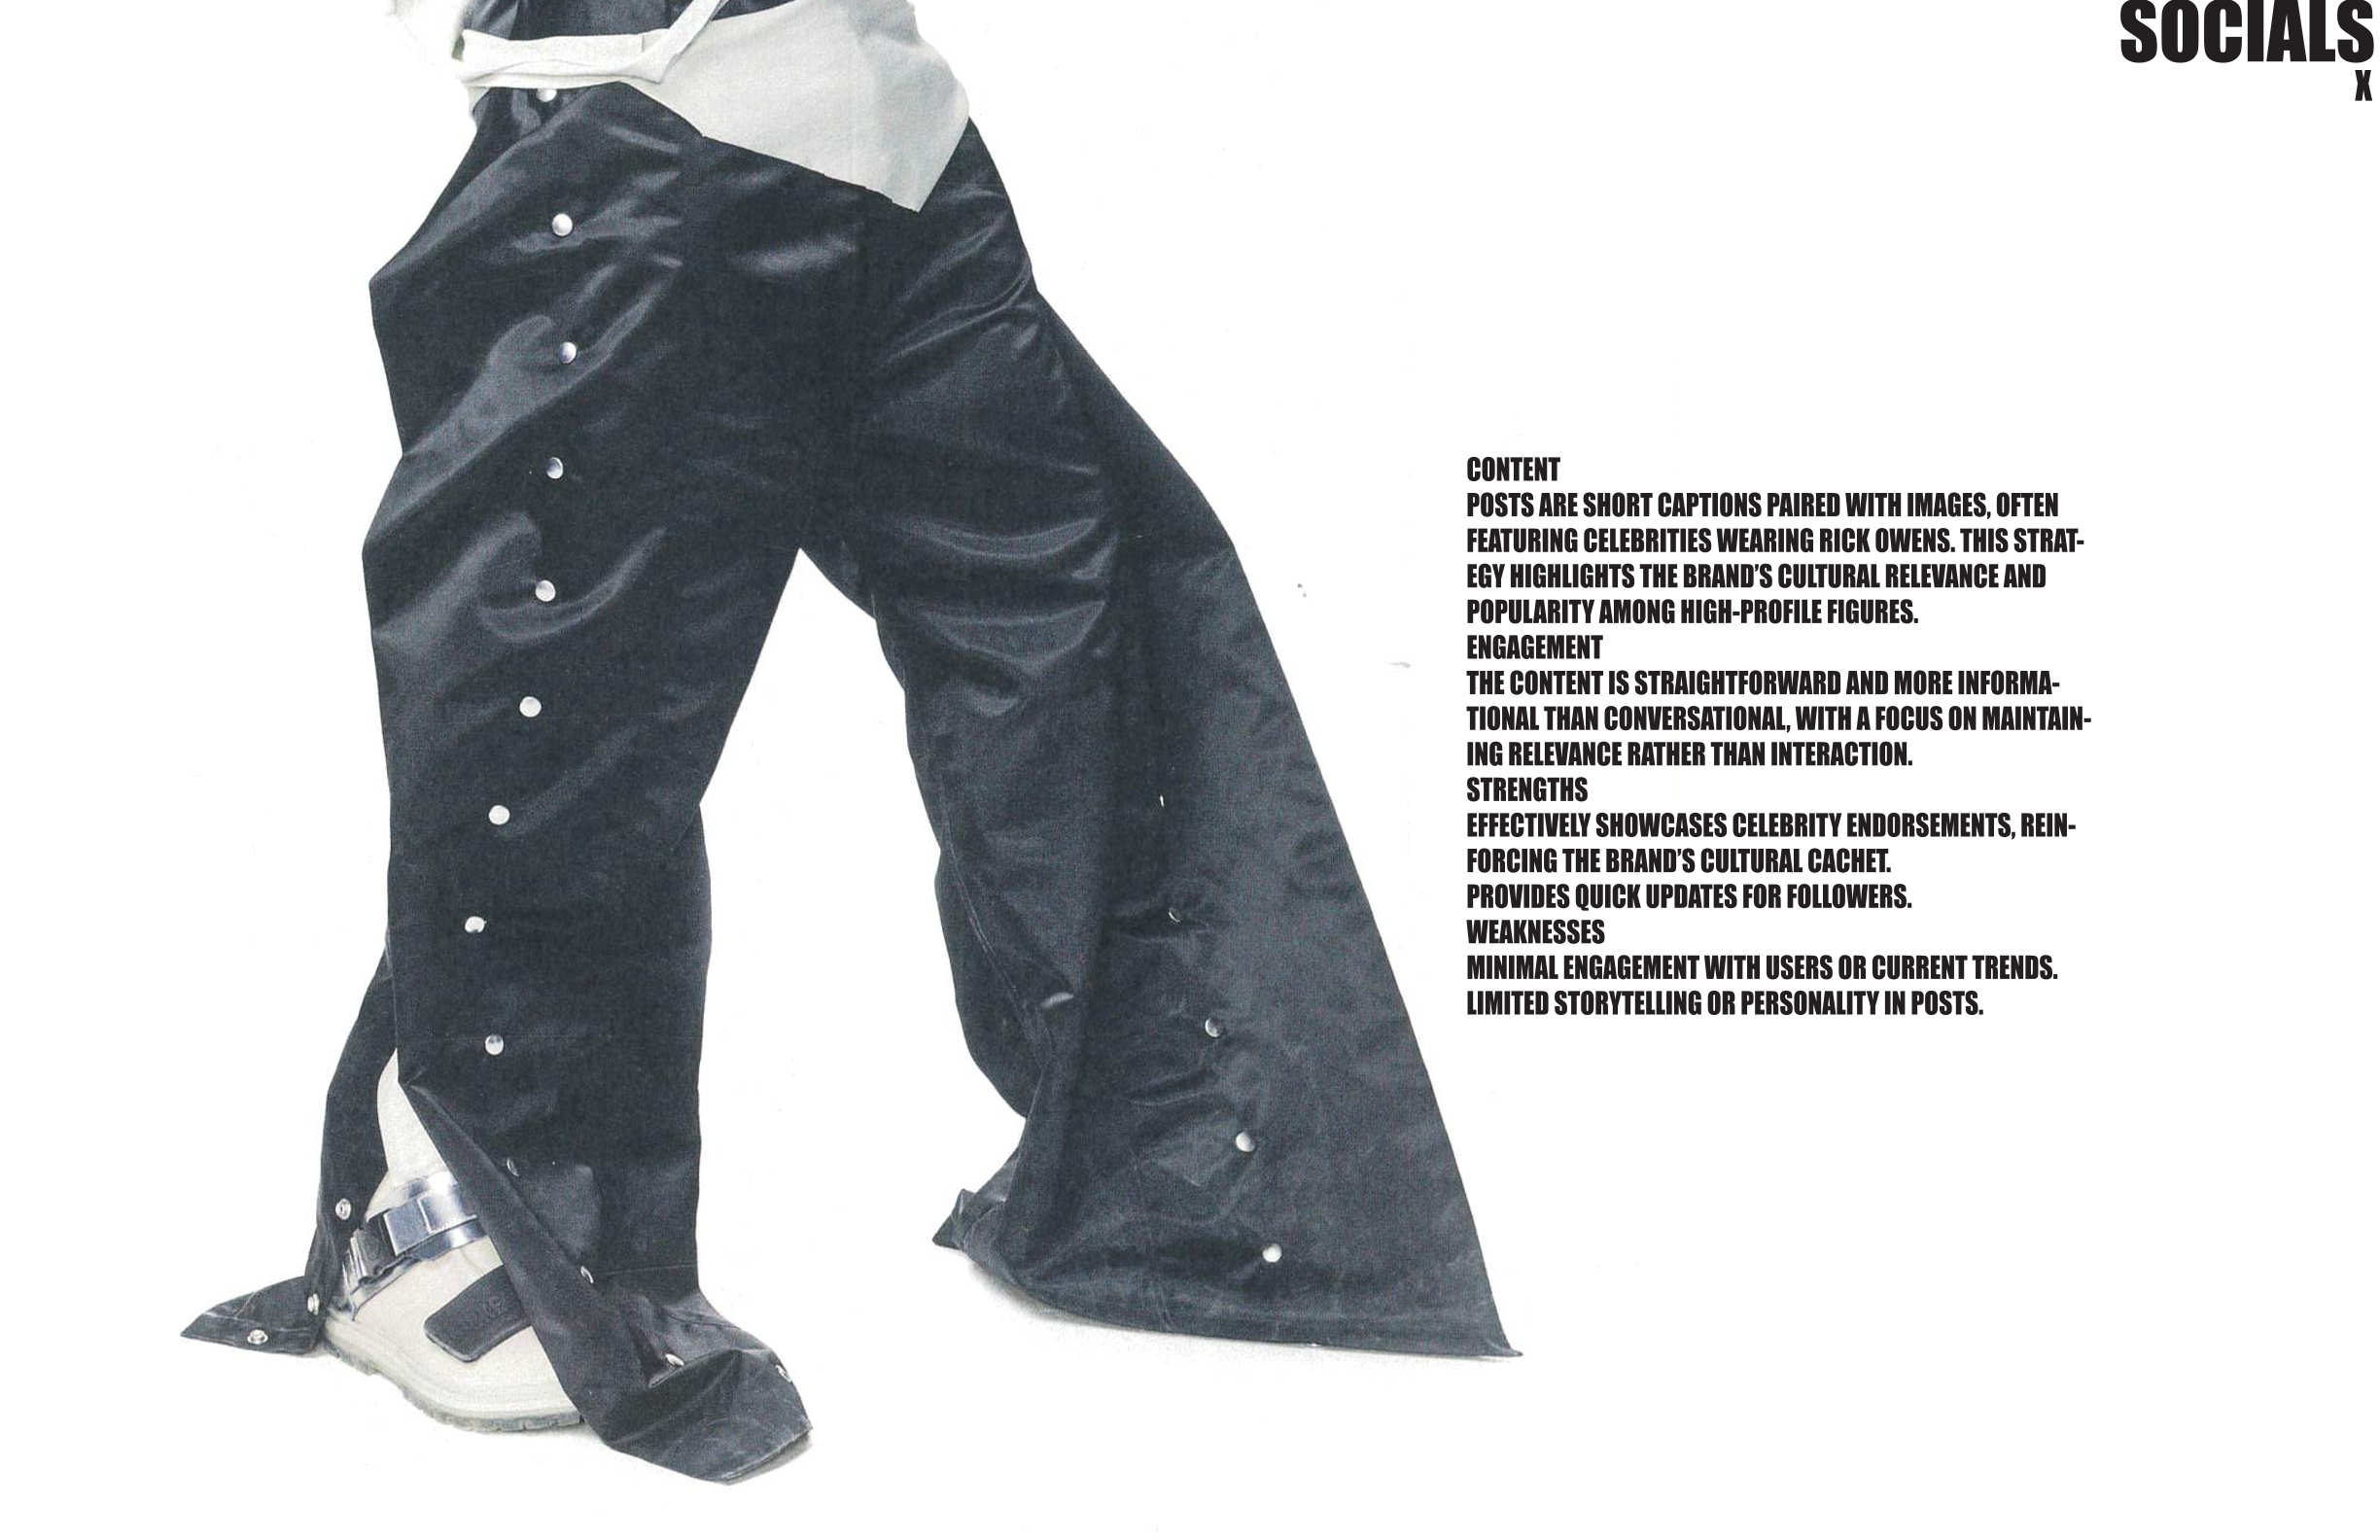 SOCIALS
X
CONTENT
POSTS ARE SHORT CAPTIONS PAIRED WITH IMAGES, OFTEN
FEATURING CELEBRITIES WEARING RICK OWENS. THIS STRAT-
EGY HIGHLIGHTS THE BRAND'S CULTURAL RELEVANCE AND
POPULARITY AMONG HIGH-PROFILE FIGURES.
ENGAGEMENT
THE CONTENT IS STRAIGHTFORWARD AND MORE INFORMA-
TIONAL THAN CONVERSATIONAL, WITH A FOCUS ON MAINTAIN-
ING RELEVANCE RATHER THAN INTERACTION.
STRENGTHS
EFFECTIVELY SHOWCASES CELEBRITY ENDORSEMENTS, REIN-
FORCING THE BRAND'S CULTURAL CACHET.
PROVIDES QUICK UPDATES FOR FOLLOWERS.
WEAKNESSES
MINIMAL ENGAGEMENT WITH USERS OR CURRENT TRENDS.
LIMITED STORYTELLING OR PERSONALITY IN POSTS.